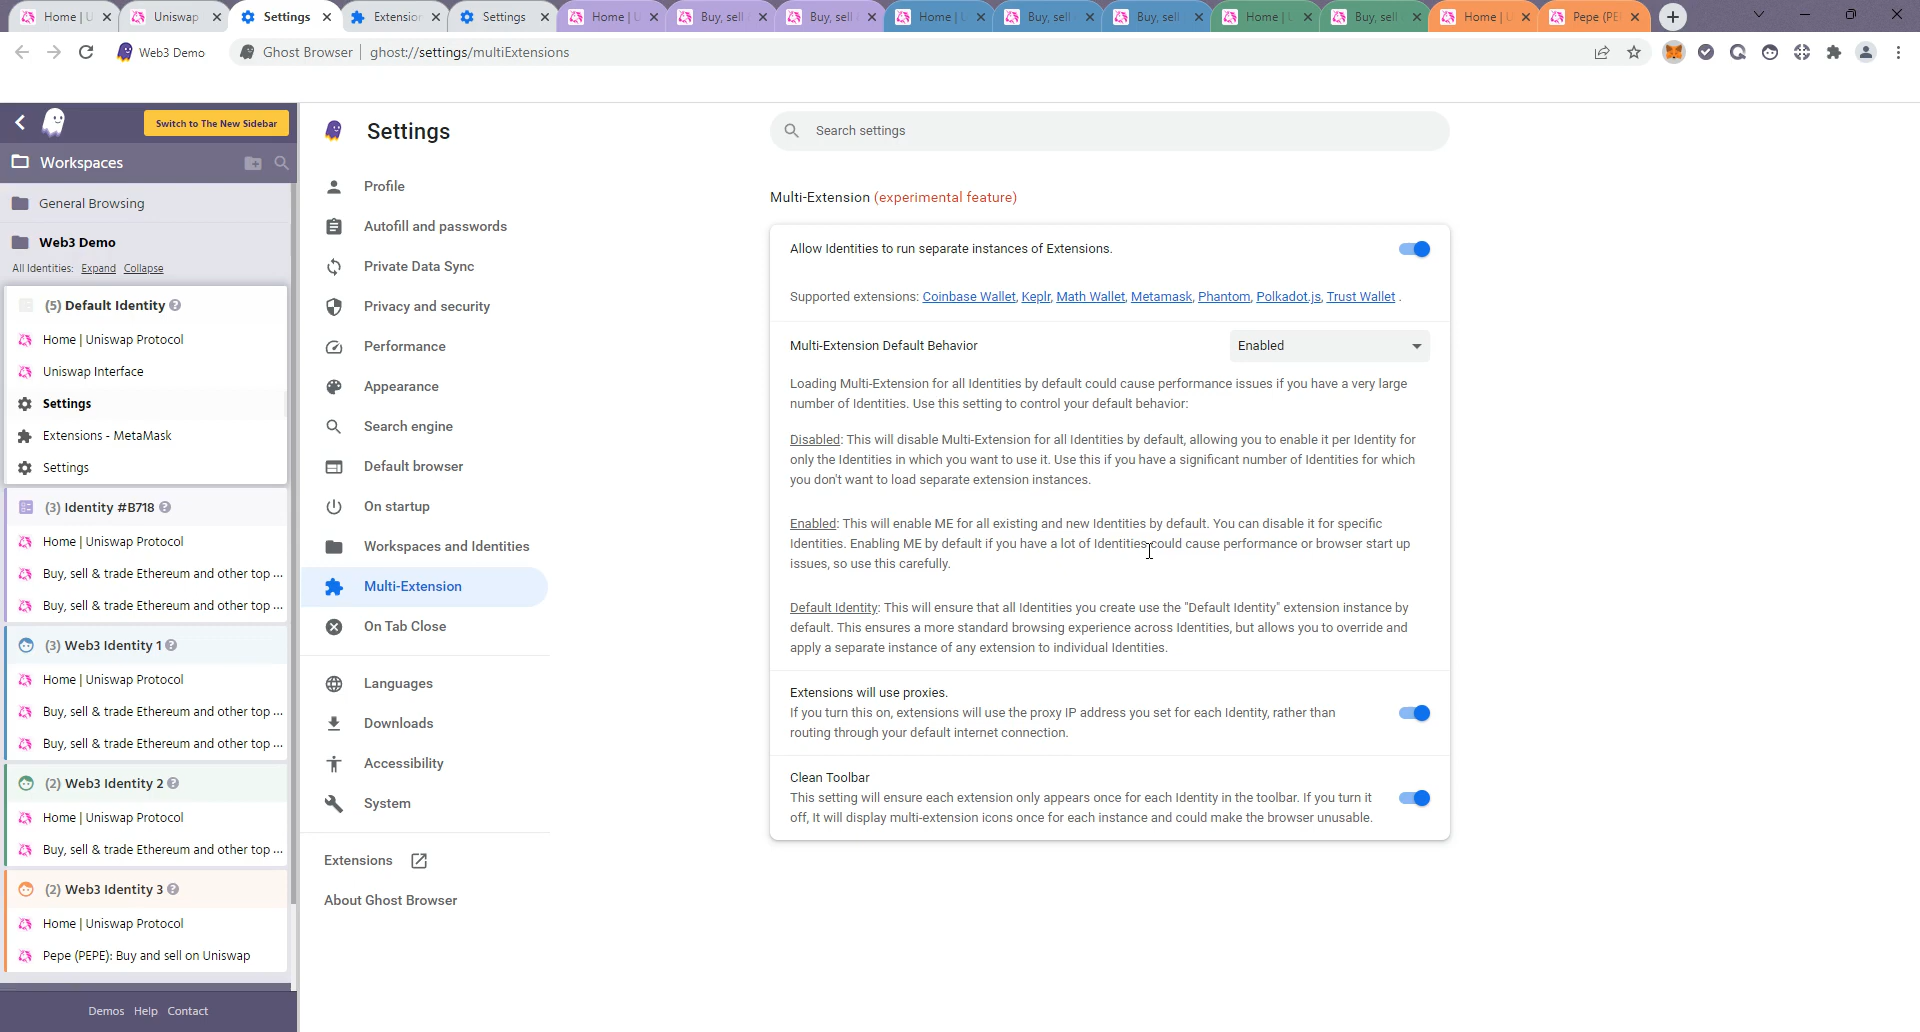 Home | U
Uniswap
Settings
Extension
Settings
Home | U
Buy, sell
Buy, sell
Home | U
Buy, sell
Buy, sell
Home | U
Buy, sell
Home | U
Pepe (PE
Web3 Demo
Ghost Browser | ghost://settings/multiExtensions
Switch to The New Sidebar
Workspaces
General Browsing
Web3 Demo
All Identities: Expand Collapse
(5) Default Identity ?
Home | Uniswap Protocol
Uniswap Interface
Settings
Extensions - MetaMask
Settings
(3) Identity #B718 ?
Home | Uniswap Protocol
Buy, sell & trade Ethereum and other top ...
Buy, sell & trade Ethereum and other top ...
(3) Web3 Identity 1 ?
Home | Uniswap Protocol
Buy, sell & trade Ethereum and other top ...
Buy, sell & trade Ethereum and other top ...
(2) Web3 Identity 2 ?
Home | Uniswap Protocol
Buy, sell & trade Ethereum and other top ...
(2) Web3 Identity 3 ?
Home | Uniswap Protocol
Pepe (PEPE): Buy and sell on Uniswap
Demos Help Contact
Settings
Profile
Autofill and passwords
Personal Data Sync
Privacy and security
Performance
Appearance
Search engine
Default browser
On startup
Workspaces and Identities
Multi-Extension
On Tab Close
Languages
Downloads
Accessibility
System
Extensions
About Ghost Browser
Search settings
Multi-Extension (experimental feature)
Allow Identities to run separate instances of Extensions.
Supported extensions: Coinbase Wallet, Keplr, Math Wallet, Metamask, Phantom, Polkadot.js, Trust Wallet .
Multi-Extension Default Behavior
Enabled
Loading Multi-Extension for all Identities by default could cause performance issues if you have a very large
number of Identities. Use this setting to control your default behavior:
Disabled: This will disable Multi-Extension for all Identities by default, allowing you to enable it per Identity for
only the Identities in which you want to use it. Use this if you have a significant number of Identities for which
you don't want to load separate extension instances.
Enabled: This will enable ME for all existing and new Identities by default. You can disable it for specific
Identities. Enabling ME by default if you have a lot of Identities could cause performance or browser start up
issues, so use this carefully.
Default Identity: This will ensure that all Identities you create use the "Default Identity" extension instance by
default. This ensures a more standard browsing experience across Identities, but allows you to override and
apply a separate instance of any extension to individual Identities.
Extensions will use proxies.
If you turn this on, extensions will use the proxy IP address you set for each Identity, rather than
routing through your default internet connection.
Clean Toolbar
This setting will ensure each extension only appears once for each Identity in the toolbar. If you turn it
off, It will display multi-extension icons once for each instance and could make the browser unusable.